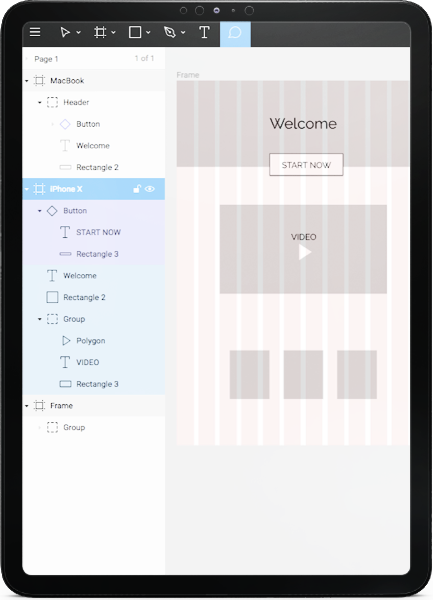 Page 1
1 of 1
MacBook
Header
Button
Welcome
Rectangle 2
iPhone X
Button
START NOW
Rectangle 3
Welcome
Rectangle 2
Group
Polygon
VIDEO
Rectangle 3
Frame
Group
Frame
Welcome
START NOW
VIDEO